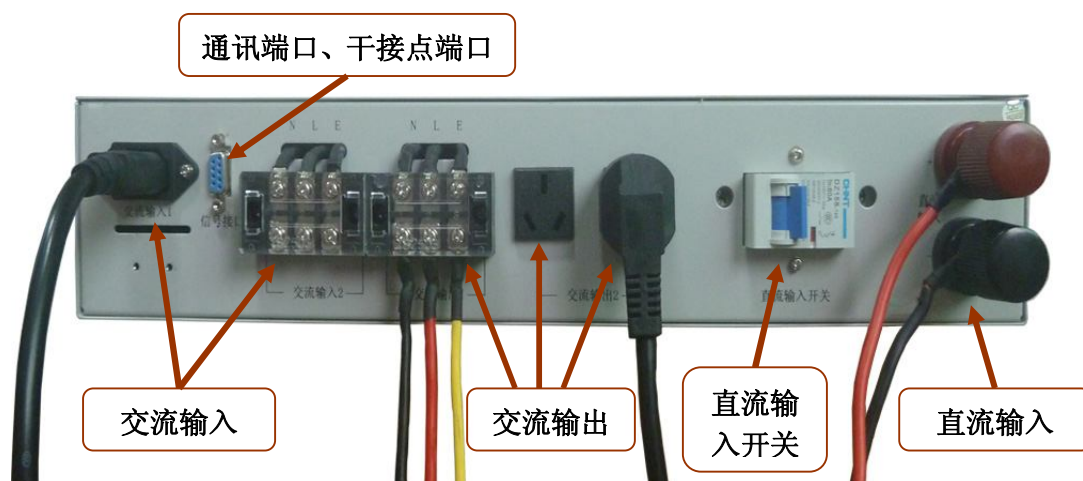 通讯端口、干接点端口
N L E
N L E
交流输入1
信号接口
CHNT
DZ158
交流输入2
交流输出2
直流输入开关
交流输入
交流输出
直流输
入开关
直流输入